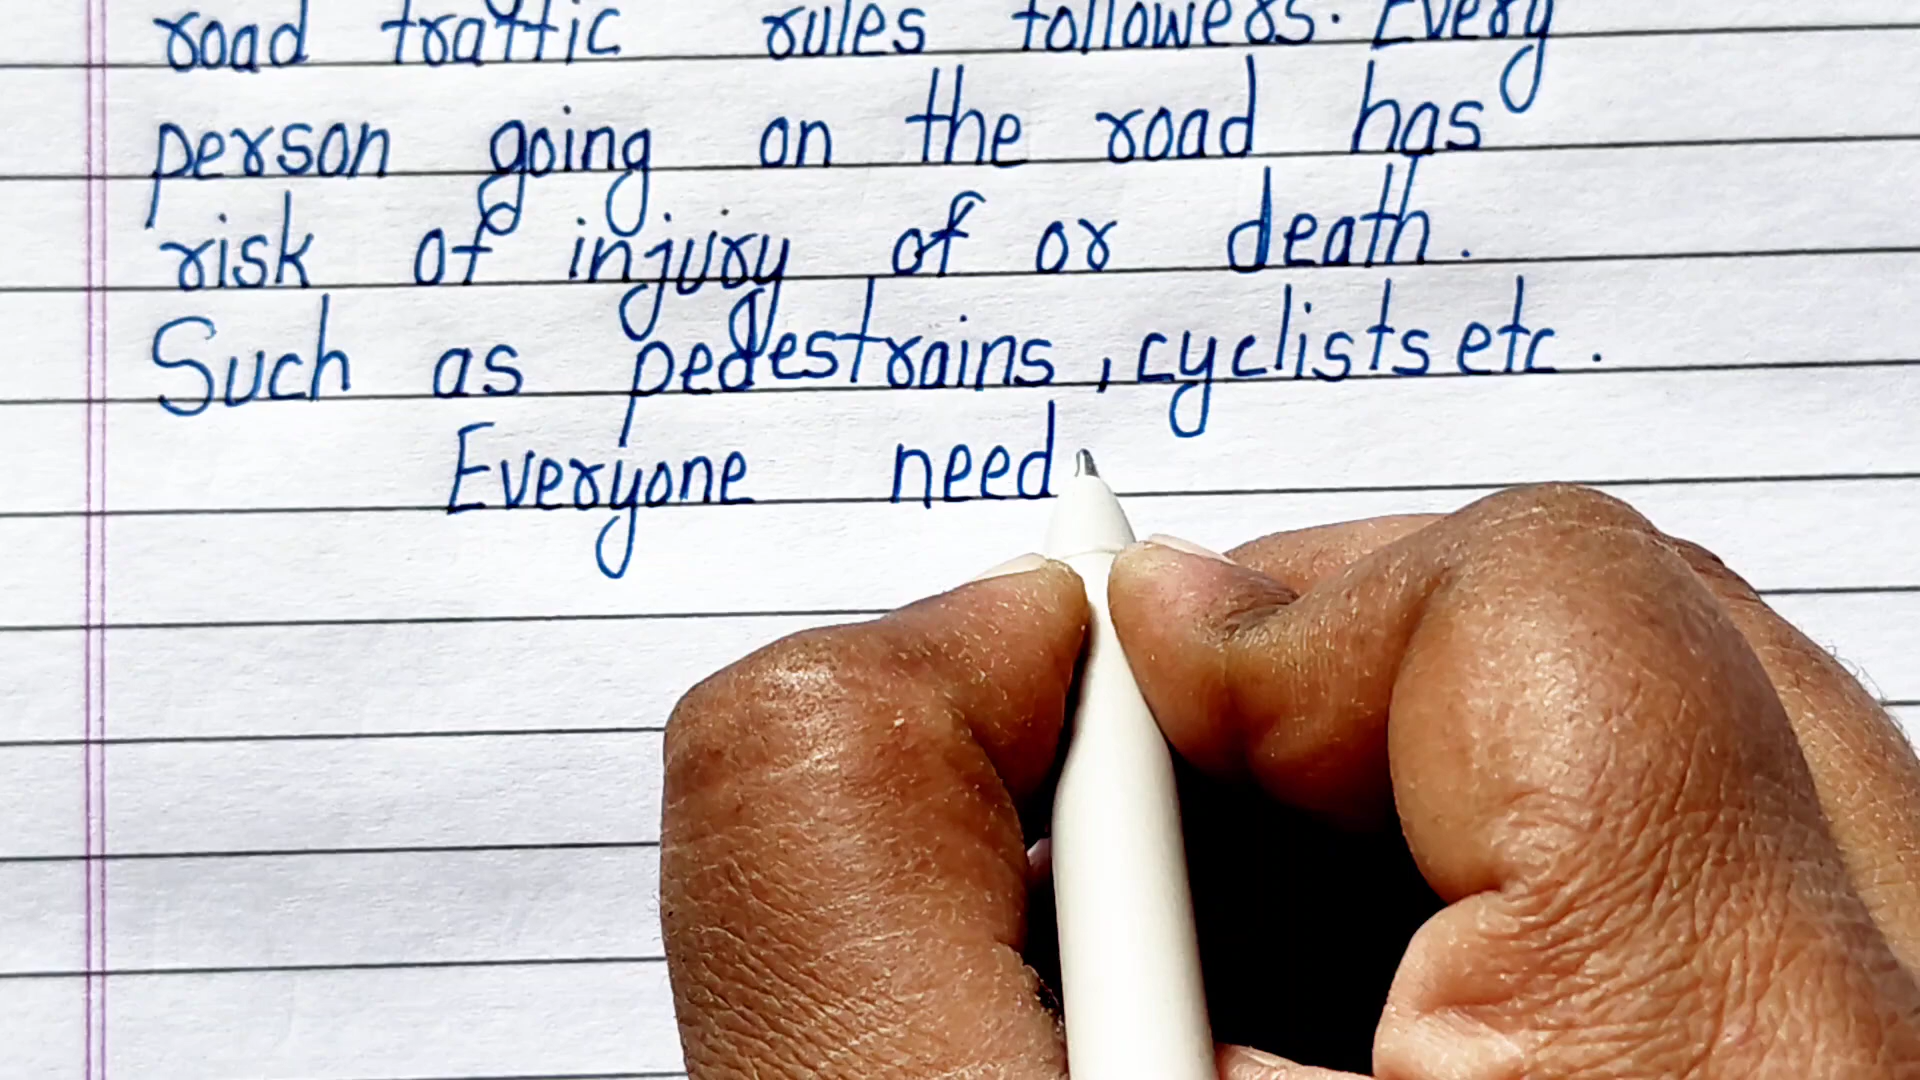 road traffic rules followers. Every
person going on the road has
risk of injury of or death.
Such as pedestrains, cyclists etc.
Everyone need